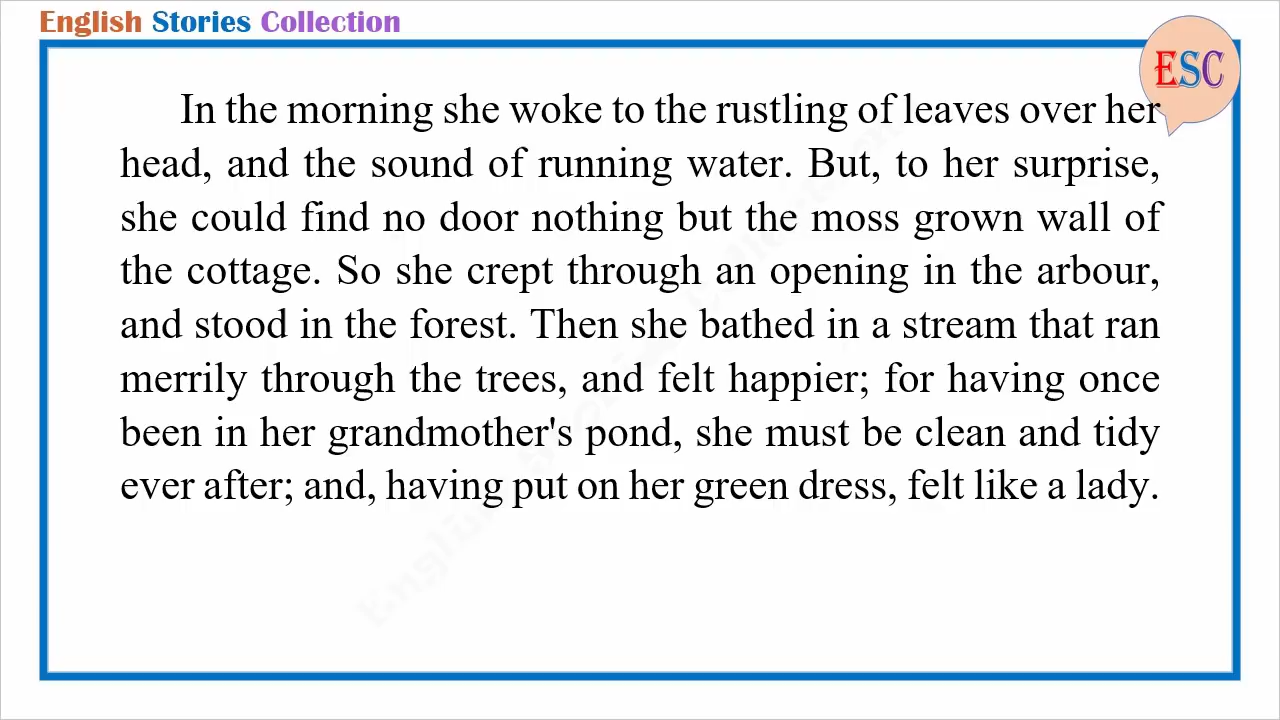 English Stories Collection
ESC
In the morning she woke to the rustling of leaves over her
head, and the sound of running water. But, to her surprise,
she could find no door nothing but the moss grown wall of
the cottage. So she crept through an opening in the arbour,
and stood in the forest. Then she bathed in a stream that ran
merrily through the trees, and felt happier; for having once
been in her grandmother's pond, she must be clean and tidy
ever after; and, having put on her green dress, felt like a lady.
English Stories Collection